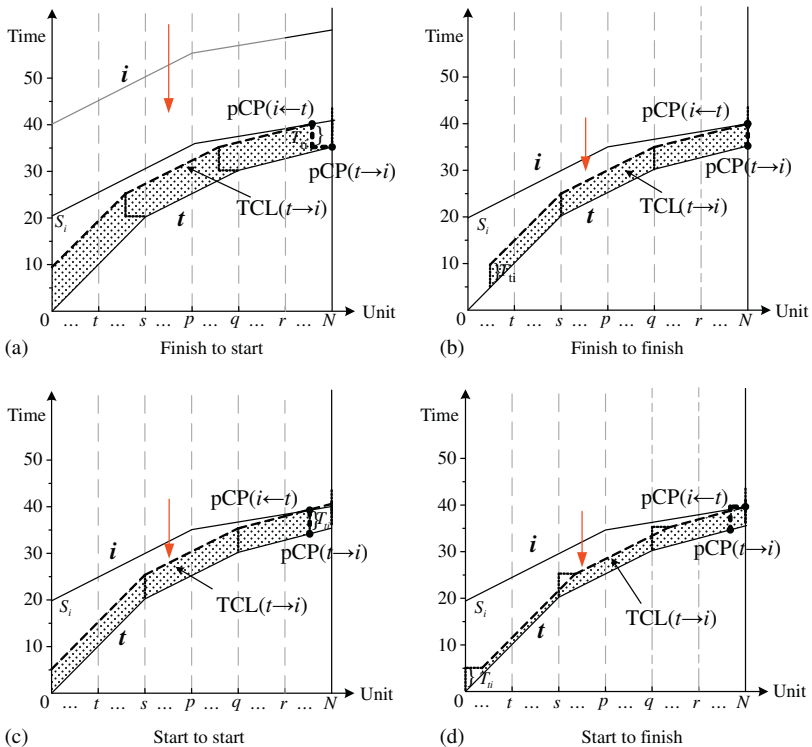 Time
50
40
30
20
10
0
i
pCP(i←t)
T_ti
pCP(t→i)
TCL(t→i)
S_i
t
Unit
... t ... s ... p ... q ... r ... N
(a) Finish to start
Time
50
40
30
20
10
0
i
pCP(i←t)
pCP(t→i)
TCL(t→i)
S_i
T_ti
t
Unit
... t ... s ... p ... q ... r ... N
(b) Finish to finish
Time
50
40
30
20
10
0
i
pCP(i←t)
T_ti
pCP(t→i)
TCL(t→i)
S_i
t
Unit
... t ... s ... p ... q ... r ... N
(c) Start to start
Time
50
40
30
20
10
0
i
pCP(i←t)
pCP(t→i)
TCL(t→i)
S_i
t
T_ti
Unit
... t ... s ... p ... q ... r ... N
(d) Start to finish